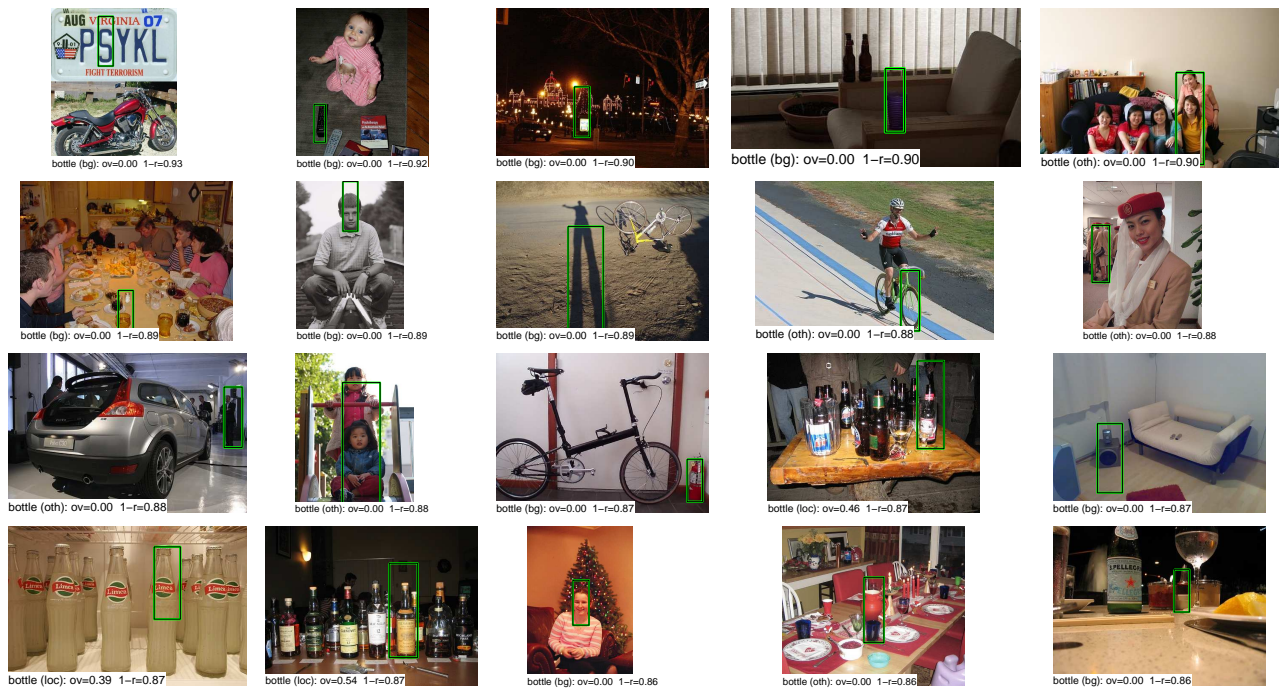 AUG VIRGINIA 07
PSYKL
FIGHT TERRORISM
bottle (bg): ov=0.00 1−r=0.93
bottle (bg): ov=0.00 1−r=0.92
bottle (bg): ov=0.00 1−r=0.90
bottle (bg): ov=0.00 1−r=0.90
bottle (oth): ov=0.00 1−r=0.90
bottle (bg): ov=0.00 1−r=0.89
bottle (bg): ov=0.00 1−r=0.89
bottle (bg): ov=0.00 1−r=0.89
bottle (oth): ov=0.00 1−r=0.88
bottle (oth): ov=0.00 1−r=0.88
bottle (oth): ov=0.00 1−r=0.88
bottle (oth): ov=0.00 1−r=0.88
bottle (bg): ov=0.00 1−r=0.87
bottle (loc): ov=0.46 1−r=0.87
bottle (bg): ov=0.00 1−r=0.87
Limca Limca Limca Limca Limca
S.PELLEGRI
bottle (loc): ov=0.39 1−r=0.87
bottle (loc): ov=0.54 1−r=0.87
bottle (bg): ov=0.00 1−r=0.86
bottle (oth): ov=0.00 1−r=0.86
bottle (bg): ov=0.00 1−r=0.86